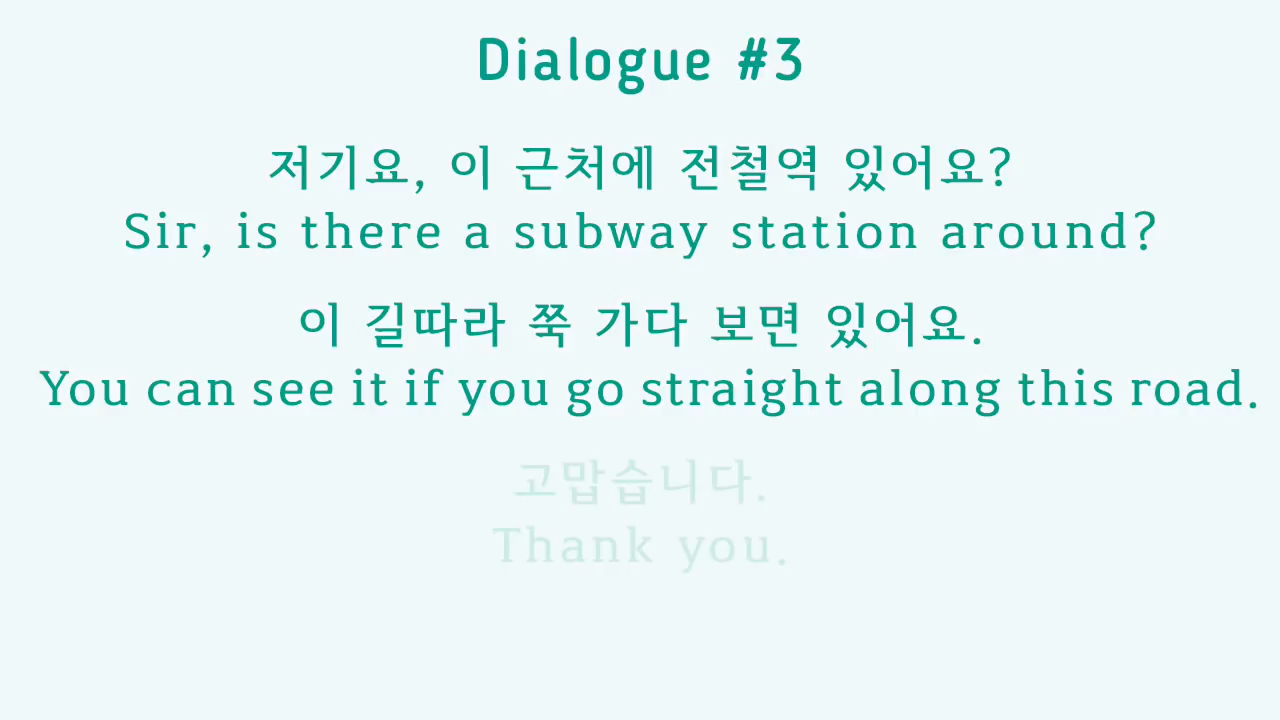 Dialogue #3
저기요, 이 근처에 전철역 있어요?
Sir, is there a subway station around?
이 길따라 쭉 가다 보면 있어요.
You can see it if you go straight along this road.
고맙습니다.
Thank you.